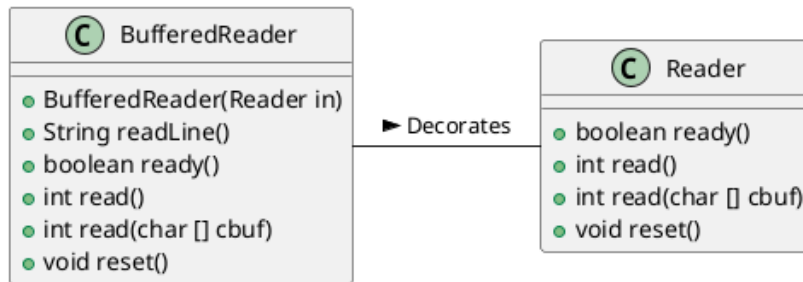 C BufferedReader
BufferedReader(Reader in)
String readLine()
boolean ready()
int read()
int read(char [] cbuf)
void reset()
Decorates
C Reader
boolean ready()
int read()
int read(char [] cbuf)
void reset()